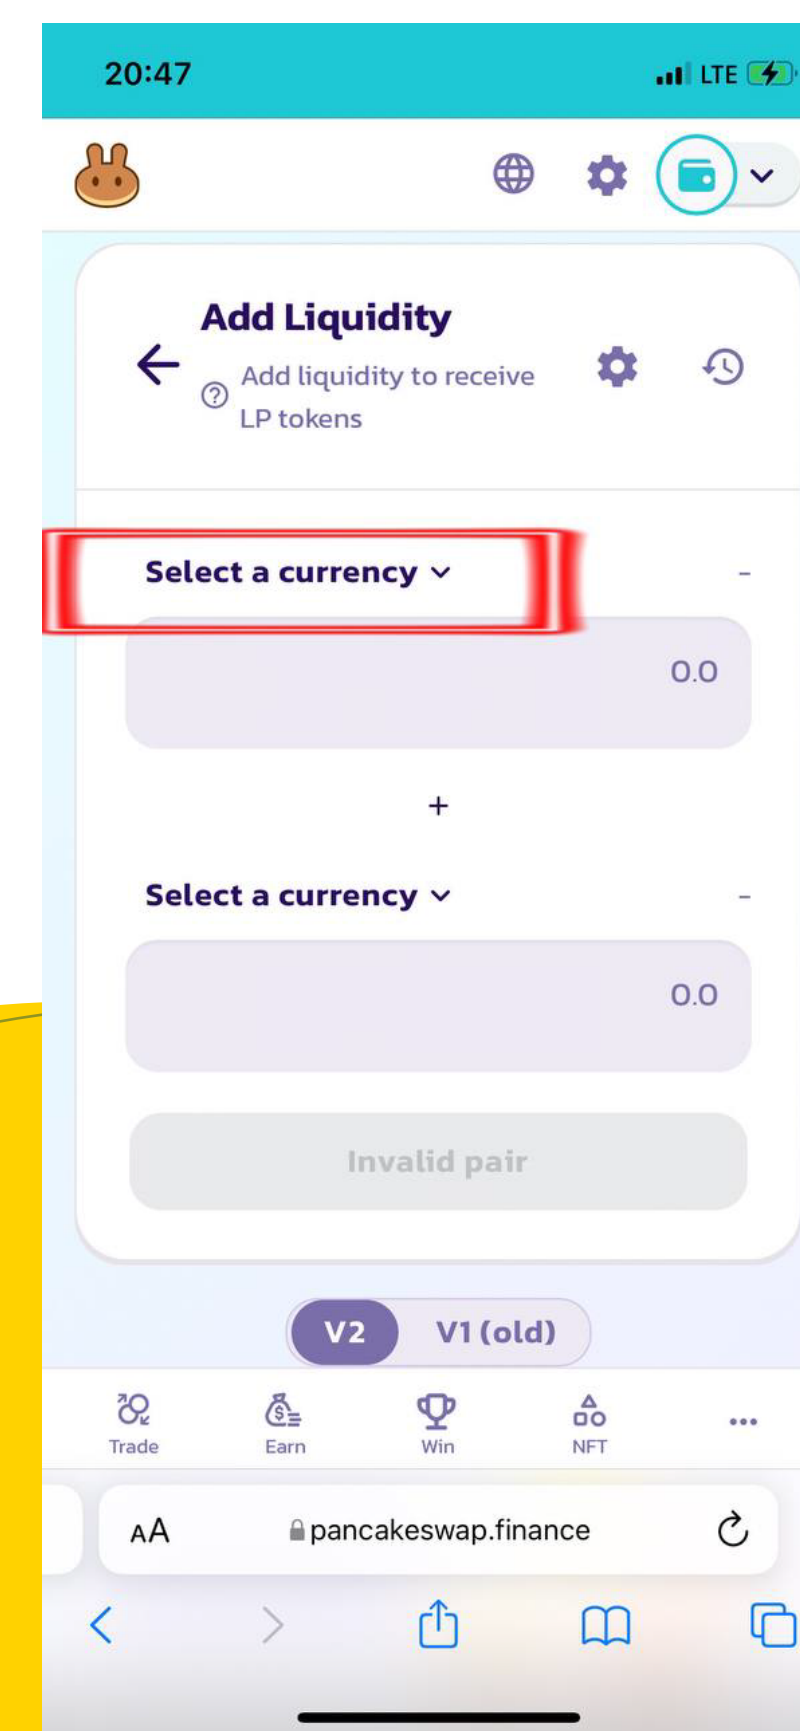 20:47
LTE
Add Liquidity
Add liquidity to receive
LP tokens
Select a currency
-
0.0
+
Select a currency
-
0.0
Invalid pair
V2 V1 (old)
Trade Earn Win NFT
AA pancakeswap.finance